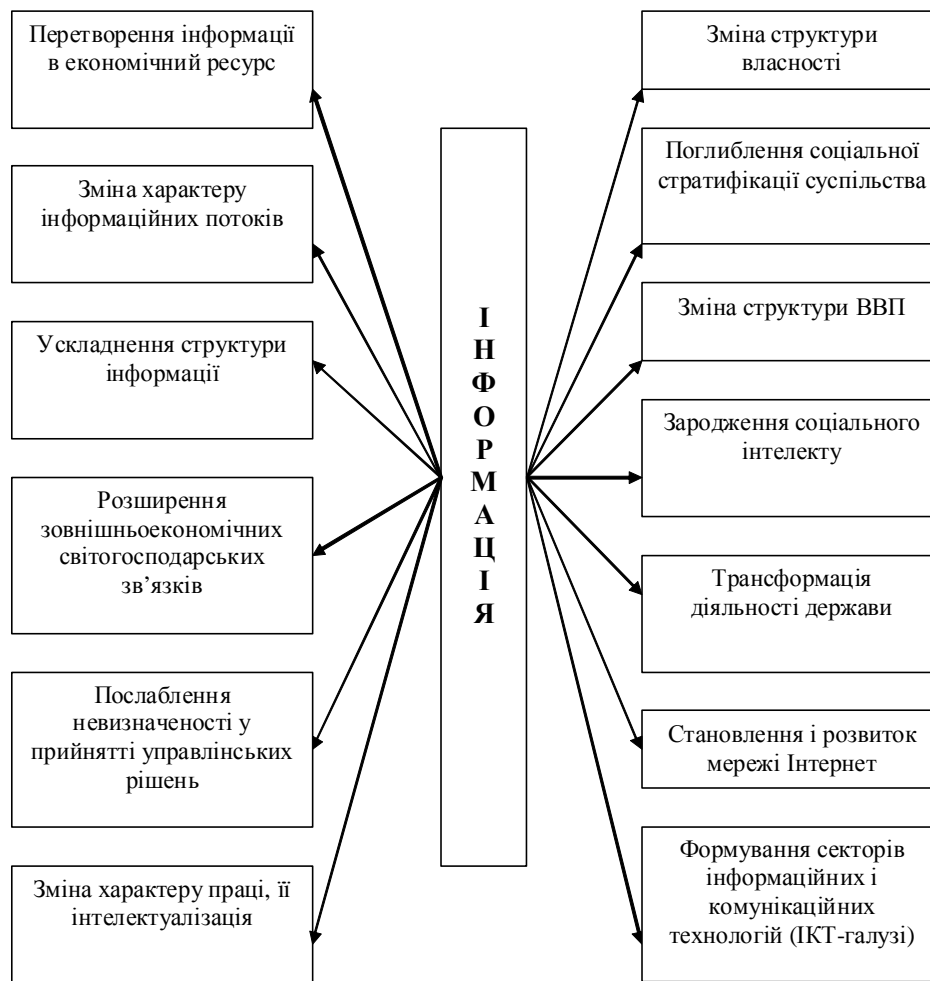 Перетворення інформації
в економічний ресурс
Зміна характеру
інформаційних потоків
Ускладнення структури
інформації
Розширення
зовнішньоекономічних
світогосподарських
зв’язків
Послаблення
невизначеності у
прийнятті управлінських
рішень
Зміна характеру праці, її
інтелектуалізація
І
Н
Ф
О
Р
М
А
Ц
І
Я
Зміна структури
власності
Поглиблення соціальної
стратифікації суспільства
Зміна структури ВВП
Зародження соціального
інтелекту
Трансформація
діяльності держави
Становлення і розвиток
мережі Інтернет
Формування секторів
інформаційних і
комунікаційних
технологій (ІКТ-галузі)